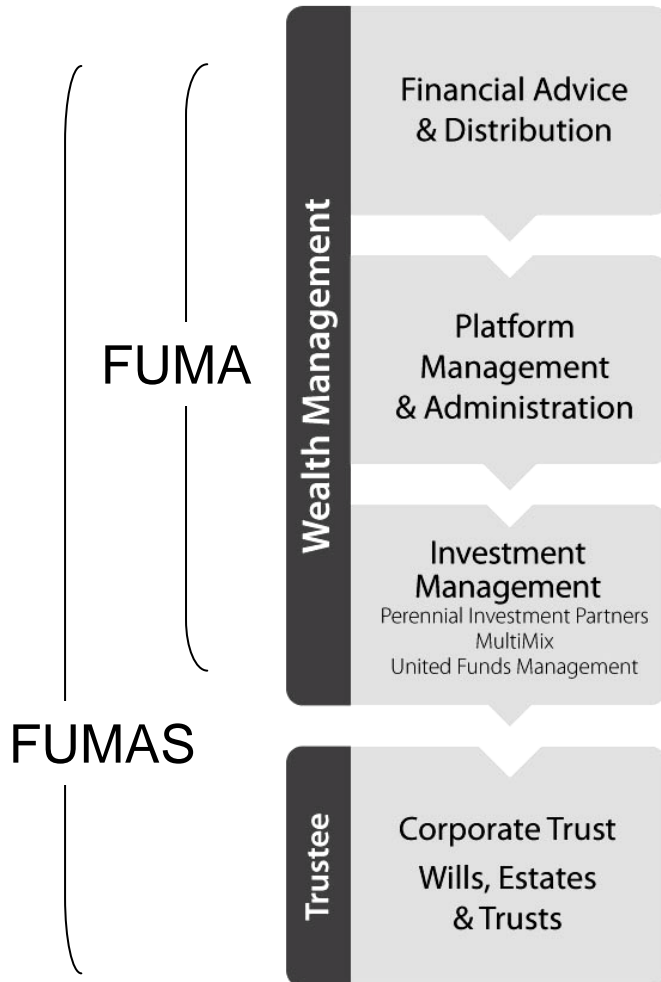 FUMA
FUMAS
Wealth Management
Financial Advice
& Distribution
Platform
Management
& Administration
Investment
Management
Perennial Investment Partners
MultiMix
United Funds Management
Trustee
Corporate Trust
Wills, Estates
& Trusts